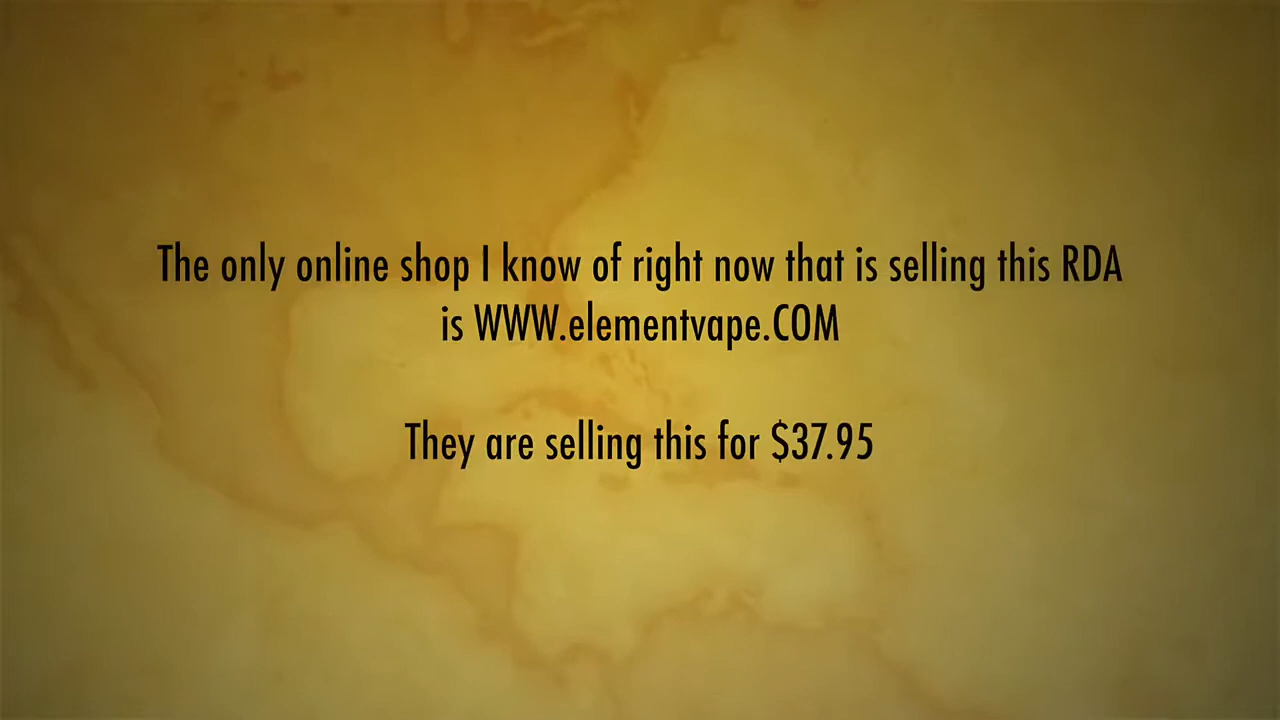 The only online shop I know of right now that is selling this RDA
is WWW.elementvape.COM
They are selling this for $37.95